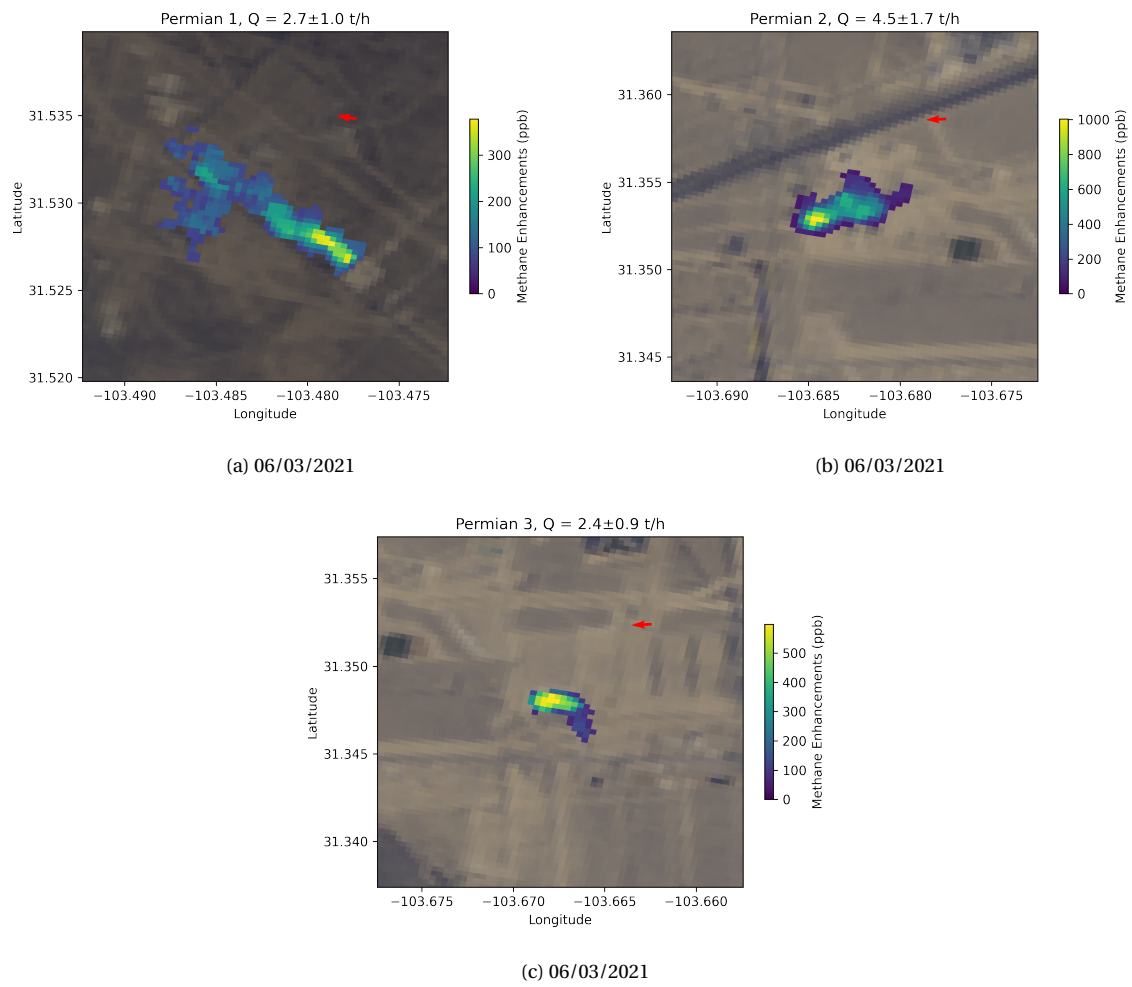 Permian 1, Q = 2.7±1.0 t/h
31.535
31.530
31.525
31.520
Latitude
−103.490 −103.485 −103.480 −103.475
Longitude
300
200
100
0
Methane Enhancements (ppb)
(a) 06/03/2021
Permian 2, Q = 4.5±1.7 t/h
31.360
31.355
31.350
31.345
Latitude
−103.690 −103.685 −103.680 −103.675
Longitude
1000
800
600
400
200
0
Methane Enhancements (ppb)
(b) 06/03/2021
Permian 3, Q = 2.4±0.9 t/h
31.355
31.350
31.345
31.340
Latitude
−103.675 −103.670 −103.665 −103.660
Longitude
500
400
300
200
100
0
Methane Enhancements (ppb)
(c) 06/03/2021